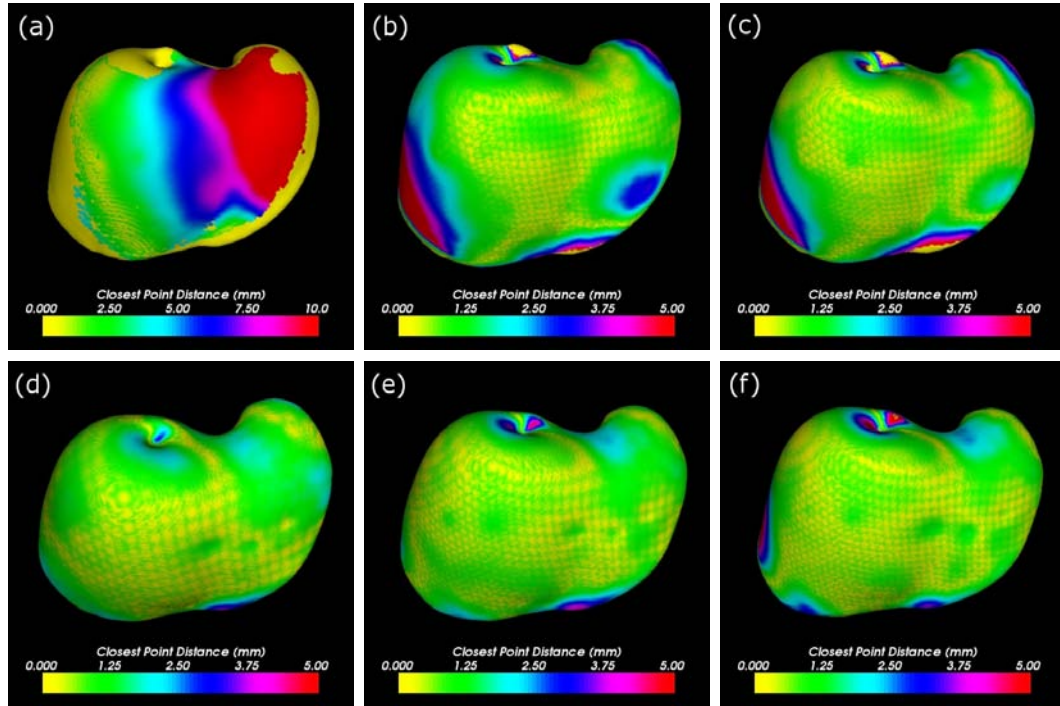 (a)
Closest Point Distance (mm)
0.000 2.50 5.00 7.50 10.0
(b)
Closest Point Distance (mm)
0.000 1.25 2.50 3.75 5.00
(c)
Closest Point Distance (mm)
0.000 1.25 2.50 3.75 5.00
(d)
Closest Point Distance (mm)
0.000 1.25 2.50 3.75 5.00
(e)
Closest Point Distance (mm)
0.000 1.25 2.50 3.75 5.00
(f)
Closest Point Distance (mm)
0.000 1.25 2.50 3.75 5.00